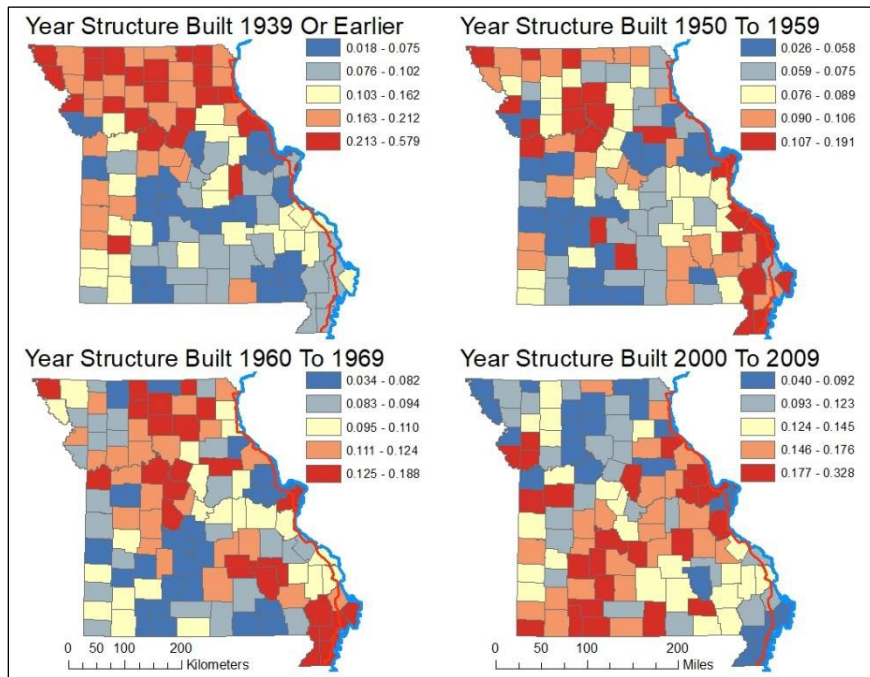 Year Structure Built 1939 Or Earlier
0.018 - 0.075
0.076 - 0.102
0.103 - 0.162
0.163 - 0.212
0.213 - 0.579
Year Structure Built 1950 To 1959
0.026 - 0.058
0.059 - 0.075
0.076 - 0.089
0.090 - 0.106
0.107 - 0.191
Year Structure Built 1960 To 1969
0.034 - 0.082
0.083 - 0.094
0.095 - 0.110
0.111 - 0.124
0.125 - 0.188
0 50 100 200
Kilometers
Year Structure Built 2000 To 2009
0.040 - 0.092
0.093 - 0.123
0.124 - 0.145
0.146 - 0.176
0.177 - 0.328
0 50 100 200
Miles